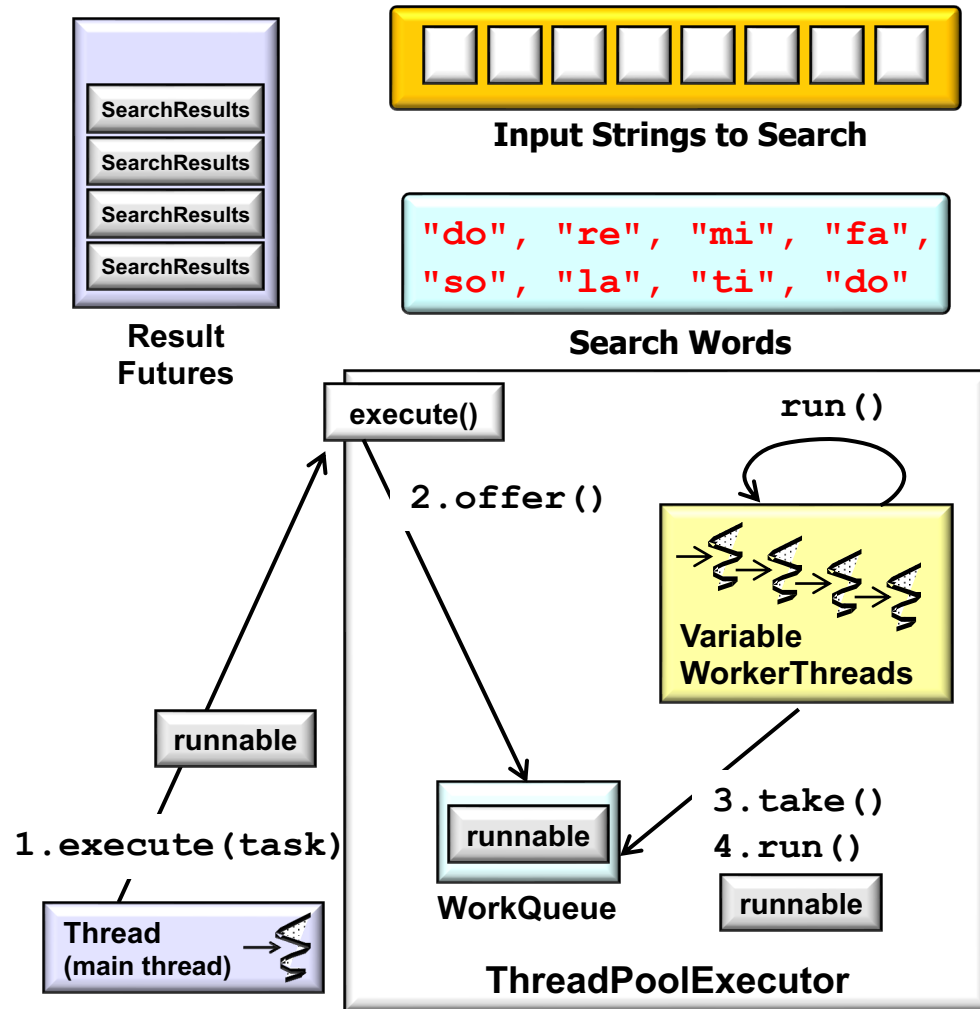 SearchResults
SearchResults
SearchResults
SearchResults
Result
Futures
Input Strings to Search
"do", "re", "mi", "fa",
"so", "la", "ti", "do"
Search Words
execute()
run()
2.offer()
Variable
WorkerThreads
runnable
1.execute(task)
runnable
WorkQueue
3.take()
4.run()
runnable
Thread
(main thread)
ThreadPoolExecutor